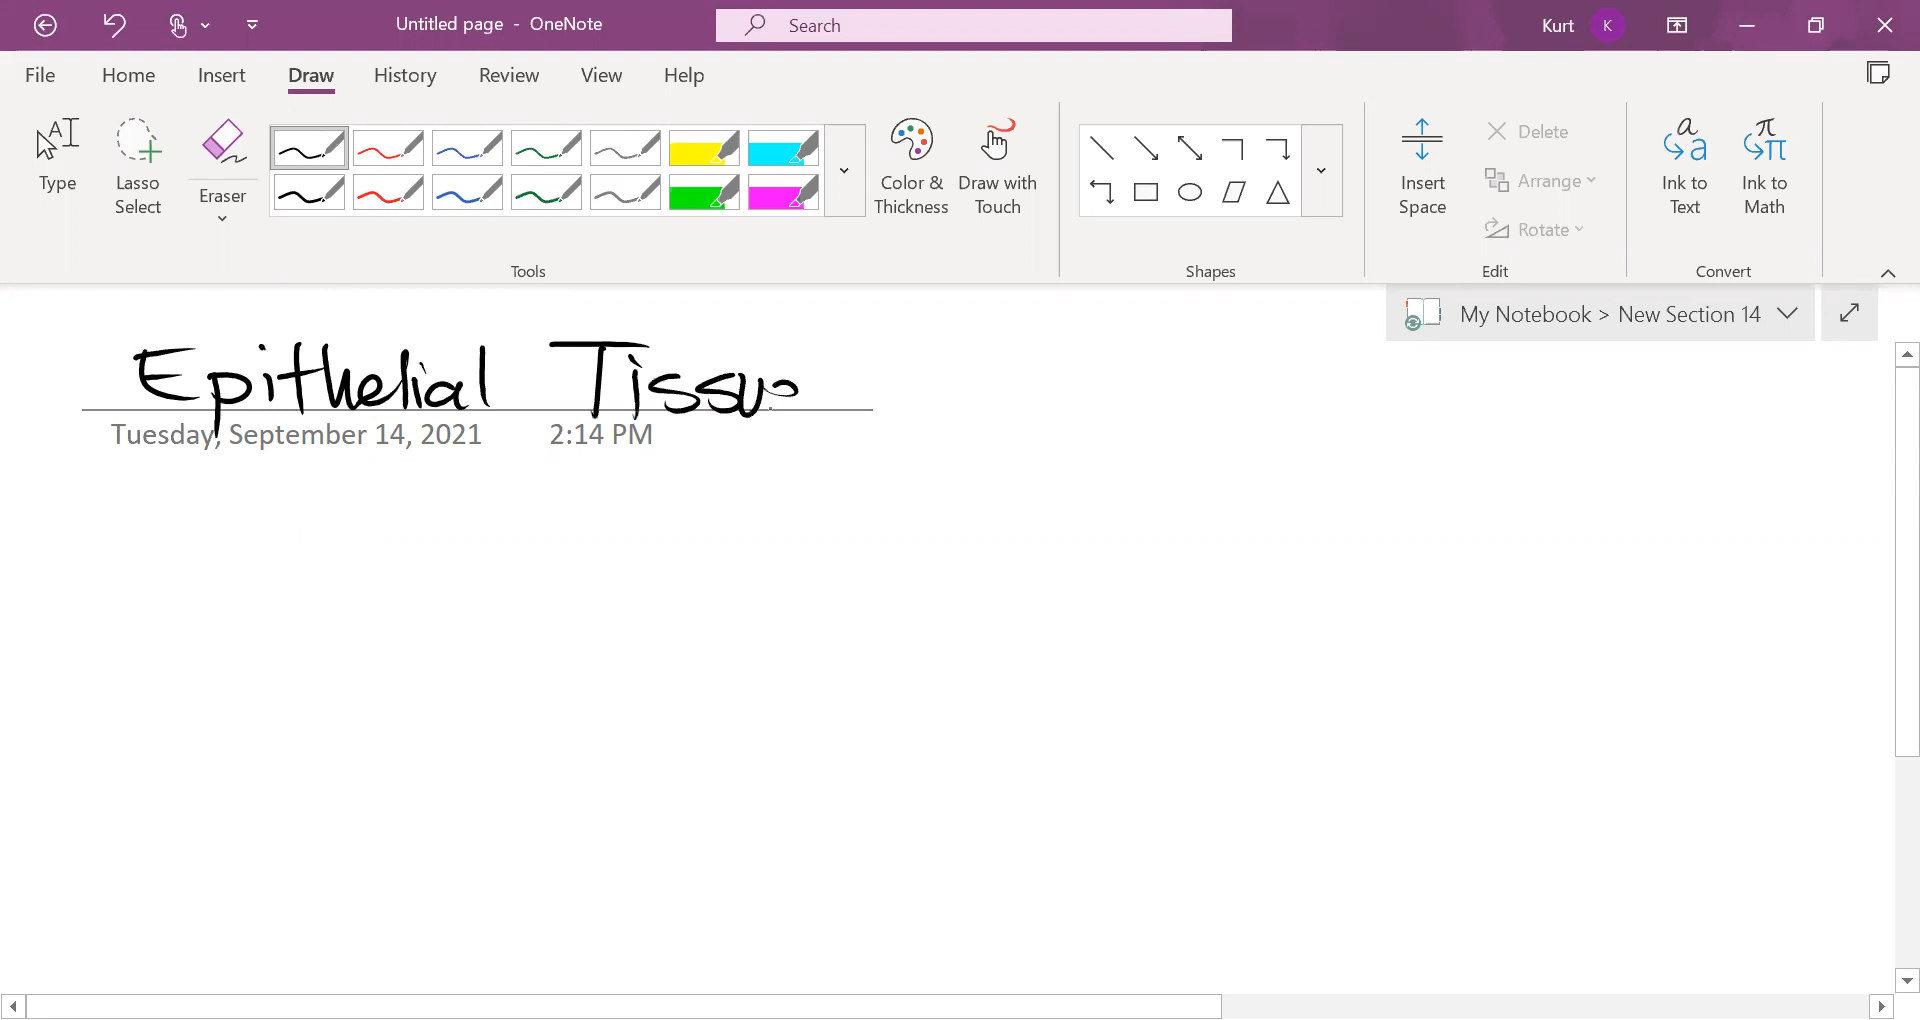 Untitled page - OneNote
Search
Kurt K
File Home Insert Draw History Review View Help
Type
Lasso Select
Eraser
Color & Thickness
Draw with Touch
Insert Space
Delete
Arrange
Rotate
Ink to Text
Ink to Math
Tools Shapes Edit Convert
My Notebook > New Section 14
Epithelial Tissue
Tuesday, September 14, 2021 2:14 PM